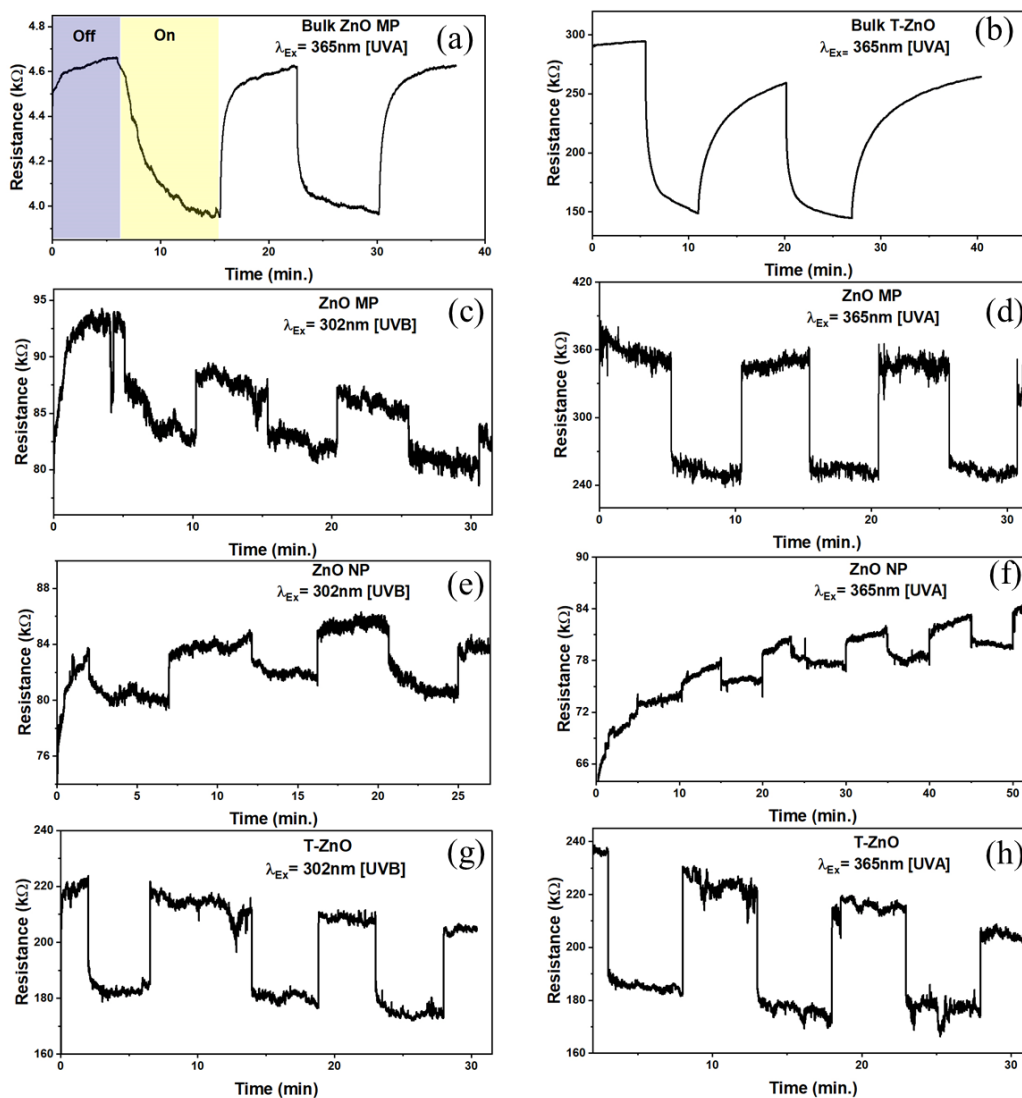 Off
On
Bulk ZnO MP
λEx= 365nm [UVA]
(a)
Resistance (kΩ)
4.8
4.6
4.4
4.2
4.0
0 10 20 30 40
Time (min.)
Bulk T-ZnO
λEx= 365nm [UVA]
(b)
Resistance (kΩ)
300
250
200
150
0 10 20 30 40
Time (min.)
ZnO MP
λEx= 302nm [UVB]
(c)
Resistance (kΩ)
95
90
85
80
0 10 20 30
Time (min.)
ZnO MP
λEx= 365nm [UVA]
(d)
Resistance (kΩ)
420
360
300
240
0 10 20 30
Time (min.)
ZnO NP
λEx= 302nm [UVB]
(e)
Resistance (kΩ)
88
84
80
76
0 5 10 15 20 25
Time (min.)
ZnO NP
λEx= 365nm [UVA]
(f)
Resistance (kΩ)
90
84
78
72
66
0 10 20 30 40 50
Time (min.)
T-ZnO
λEx= 302nm [UVB]
(g)
Resistance (kΩ)
240
220
200
180
160
0 10 20 30
Time (min)
T-ZnO
λEx= 365nm [UVA]
(h)
Resistance (kΩ)
240
220
200
180
160
10 20 30
Time (min.)